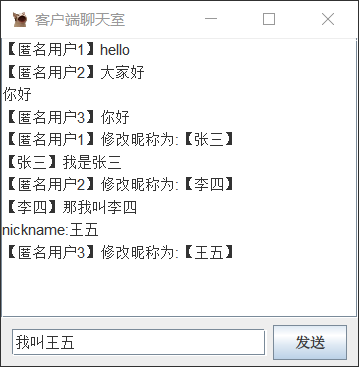 客户端聊天室
【匿名用户1】hello
【匿名用户2】大家好
你好
【匿名用户3】你好
【匿名用户1】修改昵称为:【张三】
【张三】我是张三
【匿名用户2】修改昵称为:【李四】
【李四】那我叫李四
nickname:王五
【匿名用户3】修改昵称为:【王五】
我叫王五
发送